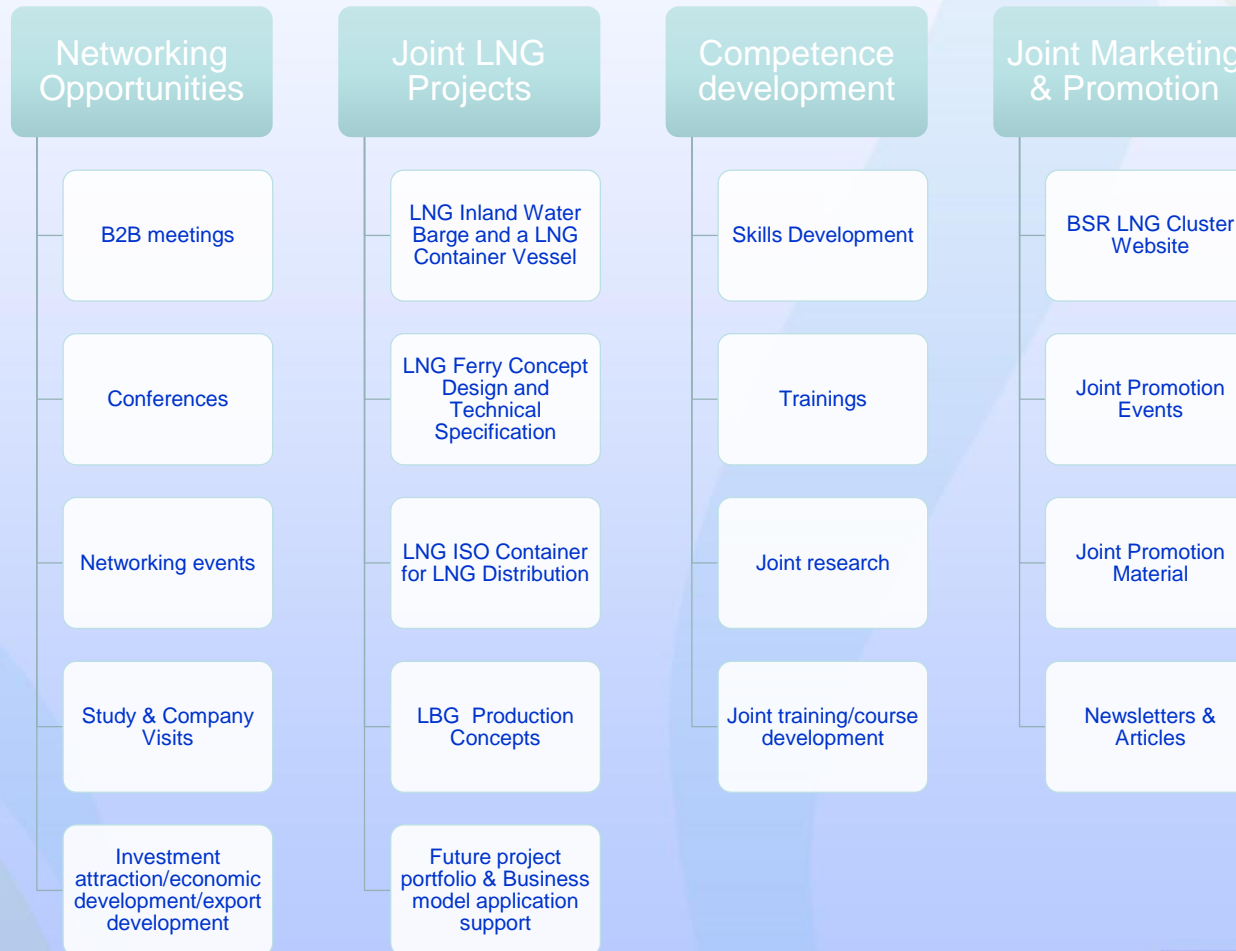 Networking
Opportunities
B2B meetings
Conferences
Networking events
Study & Company
Visits
Investment
attraction/economic
development/export
development
Joint LNG
Projects
LNG Inland Water
Barge and a LNG
Container Vessel
LNG Ferry Concept
Design and
Technical
Specification
LNG ISO Container
for LNG Distribution
LBG Production
Concepts
Future project
portfolio & Business
model application
support
Competence
development
Skills Development
Trainings
Joint research
Joint training/course
development
Joint Marketing
& Promotion
BSR LNG Cluster
Website
Joint Promotion
Events
Joint Promotion
Material
Newsletters &
Articles